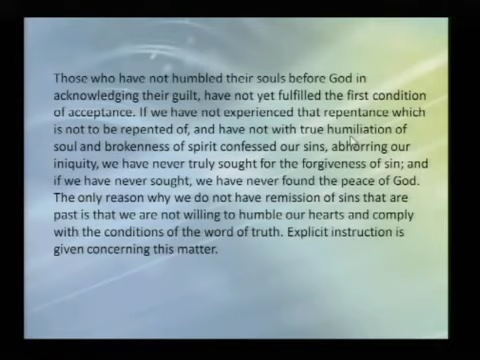 Those who have not humbled their souls before God in
acknowledging their guilt, have not yet fulfilled the first condition
of acceptance. If we have not experienced that repentance which
is not to be repented of, and have not with true humiliation of
soul and brokenness of spirit confessed our sins, abhorring our
iniquity, we have never truly sought for the forgiveness of sin; and
if we have never sought, we have never found the peace of God.
The only reason why we do not have remission of sins that are
past is that we are not willing to humble our hearts and comply
with the conditions of the word of truth. Explicit instruction is
given concerning this matter.